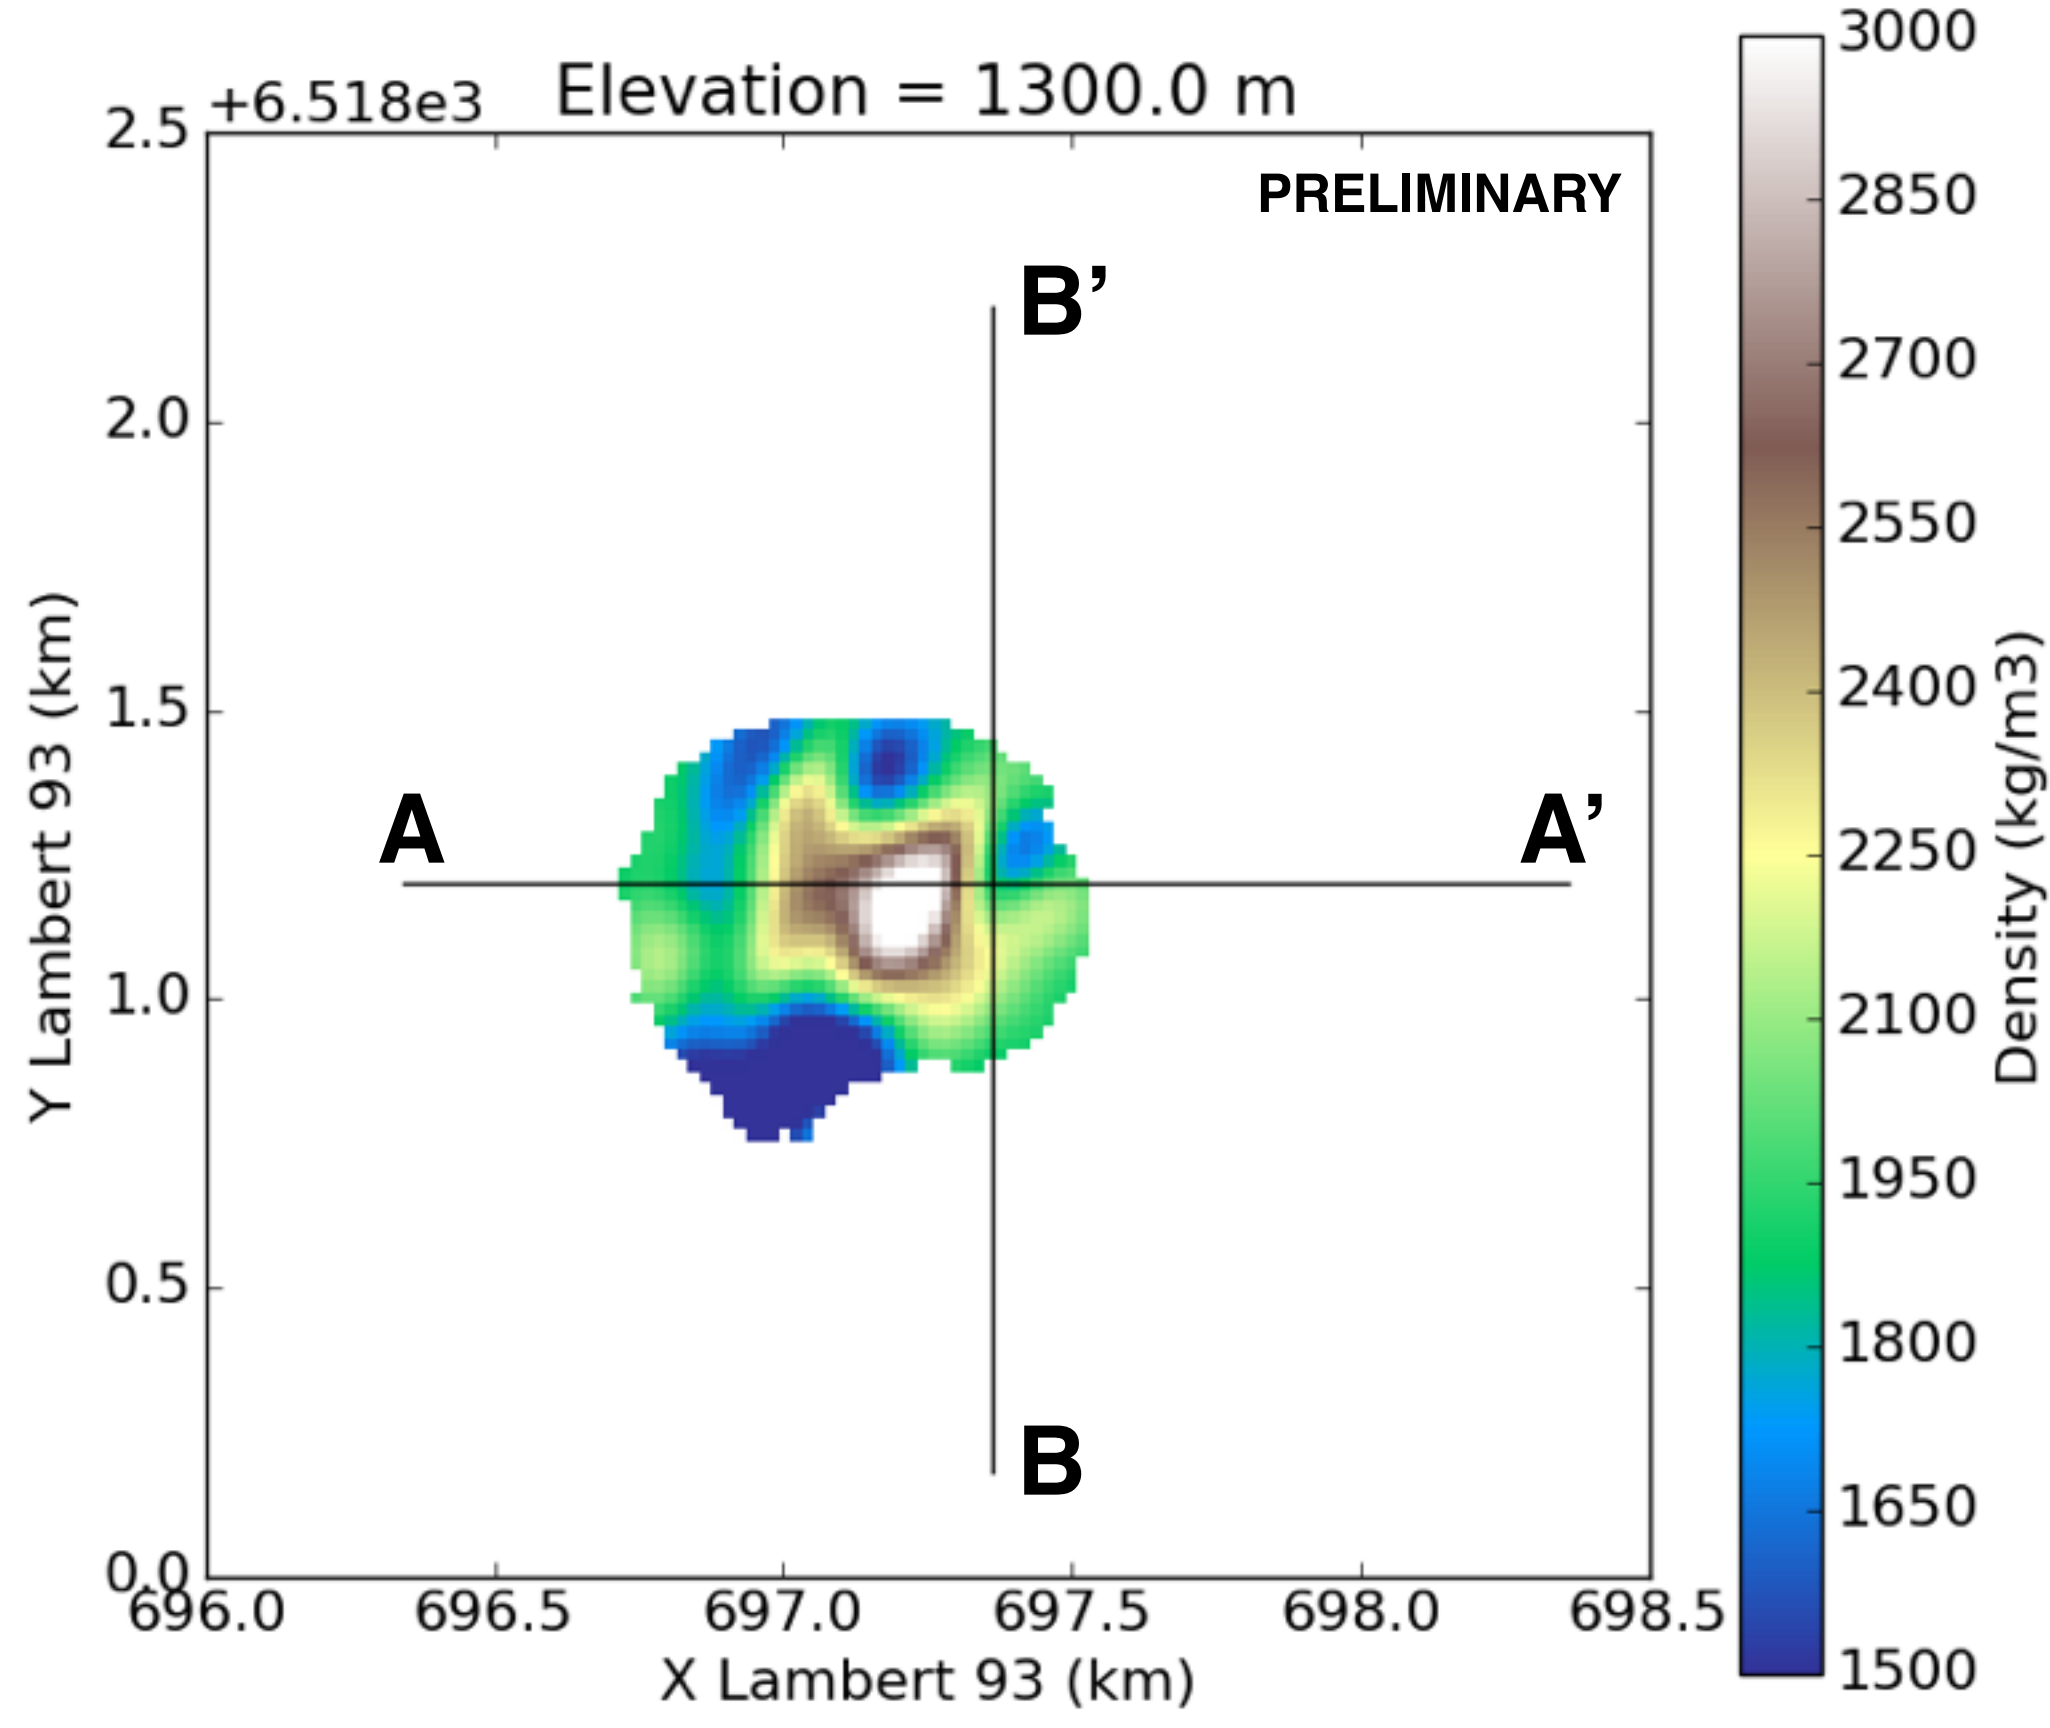 +6.518e3
Elevation = 1300.0 m
PRELIMINARY
2.5
2.0
1.5
1.0
0.5
0.0
Y Lambert 93 (km)
B’
A
A’
B
696.0
696.5
697.0
697.5
698.0
698.5
X Lambert 93 (km)
3000
2850
2700
2550
2400
2250
2100
1950
1800
1650
1500
Density (kg/m3)